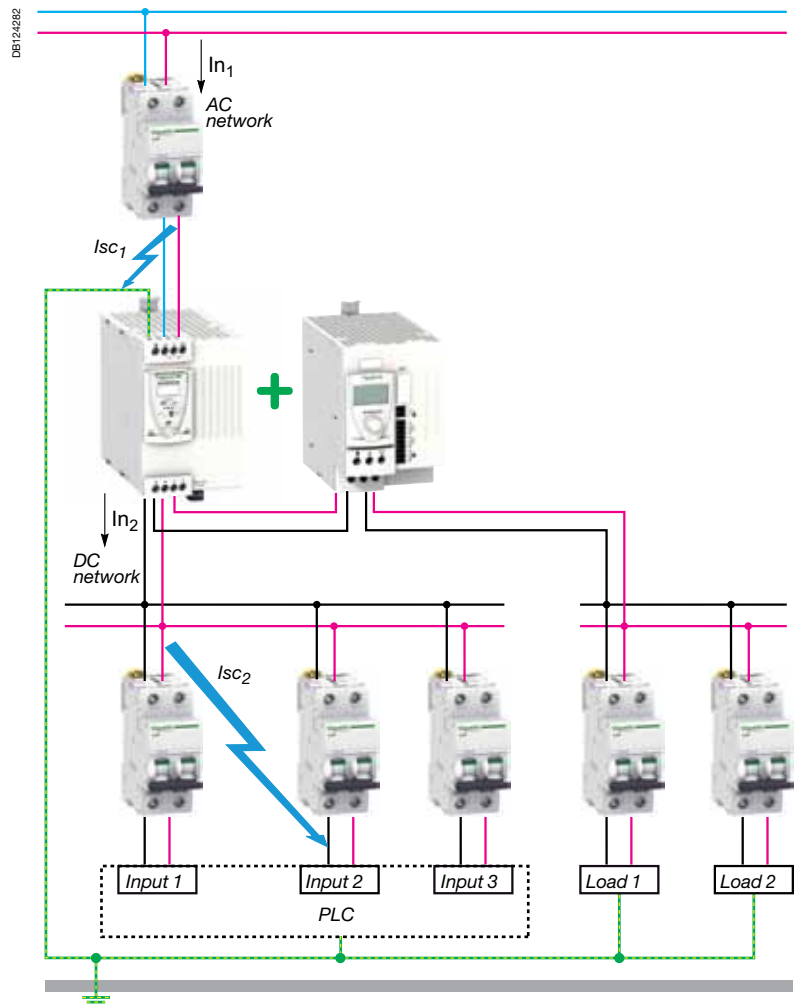 DB124282
In1
AC
network
Isc1
In2
DC
network
Isc2
Input 1
Input 2
Input 3
Load 1
Load 2
PLC